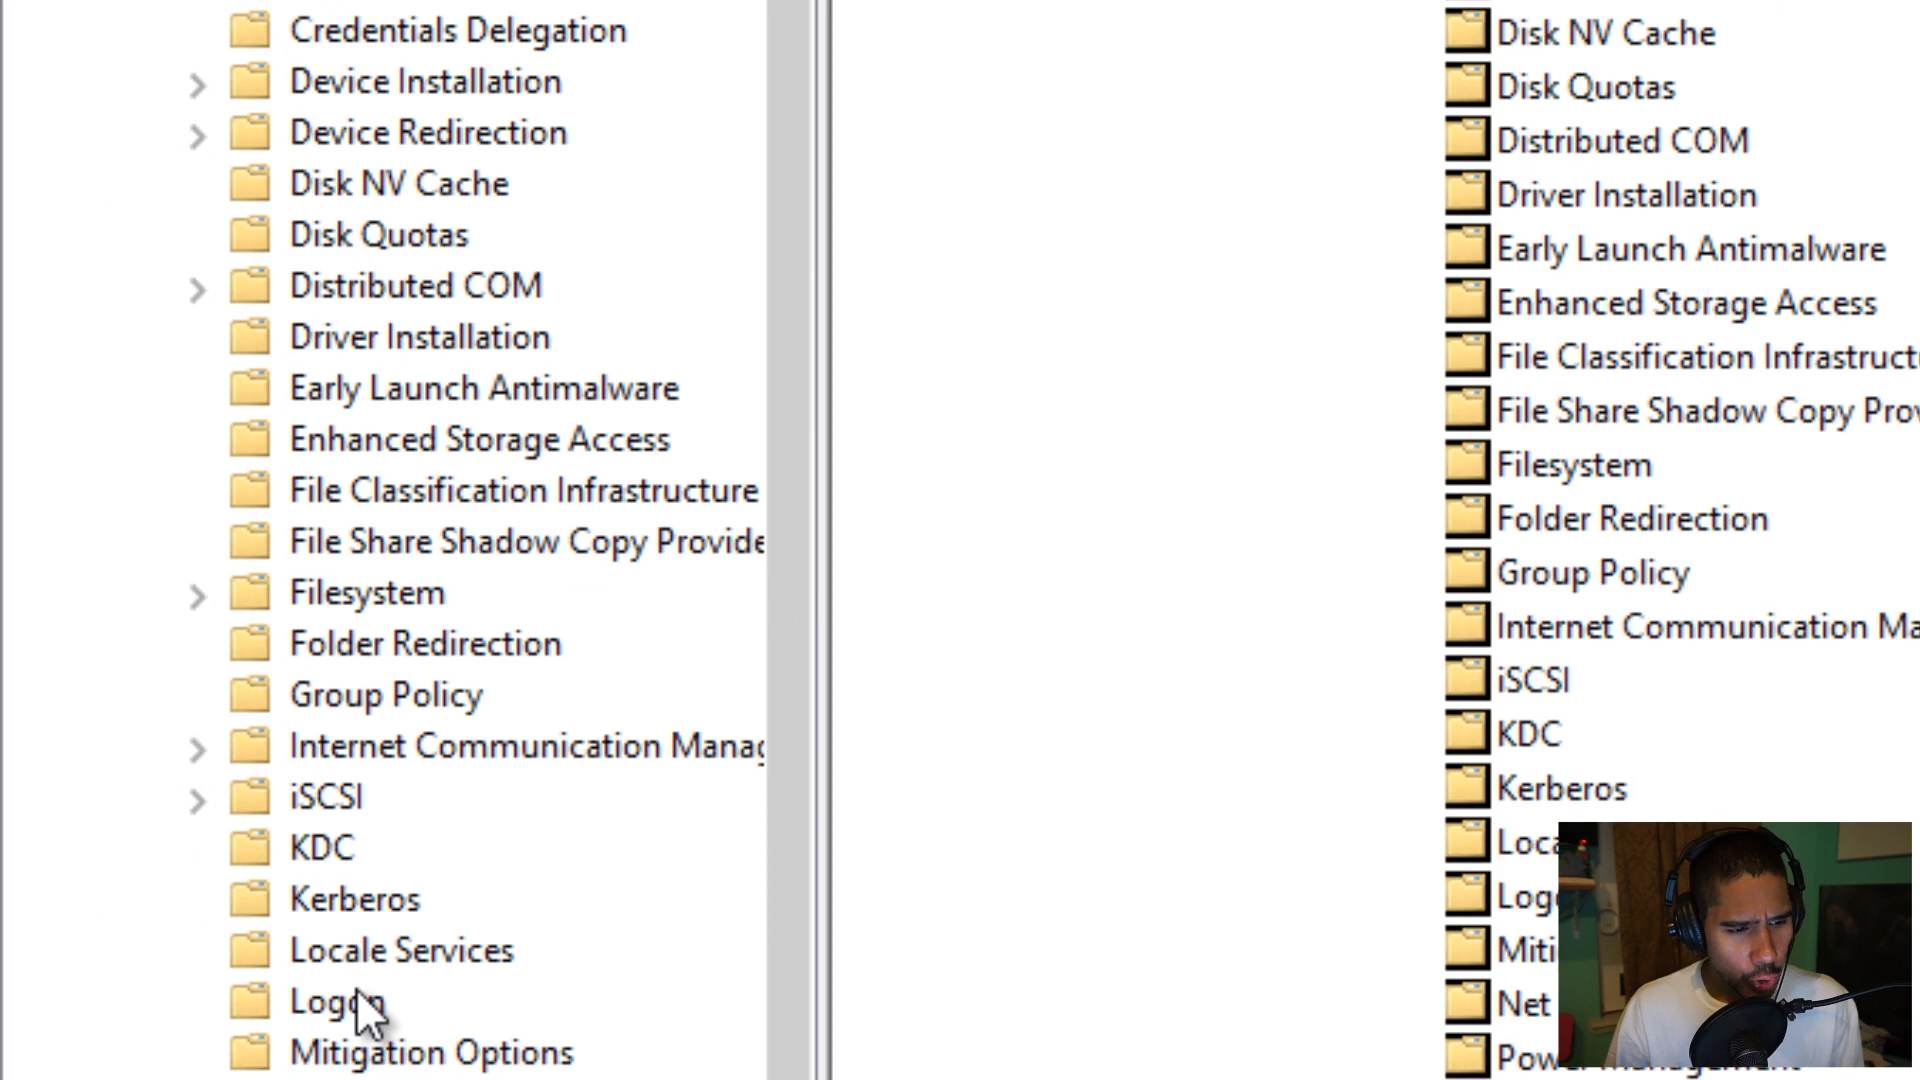 Credentials Delegation
Device Installation
Device Redirection
Disk NV Cache
Disk Quotas
Distributed COM
Driver Installation
Early Launch Antimalware
Enhanced Storage Access
File Classification Infrastructure
File Share Shadow Copy Provide
Filesystem
Folder Redirection
Group Policy
Internet Communication Manag
iSCSI
KDC
Kerberos
Locale Services
Logon
Mitigation Options
Disk NV Cache
Disk Quotas
Distributed COM
Driver Installation
Early Launch Antimalware
Enhanced Storage Access
File Classification Infrastruct
File Share Shadow Copy Prov
Filesystem
Folder Redirection
Group Policy
Internet Communication Ma
iSCSI
KDC
Kerberos
Loca
Log
Miti
Net